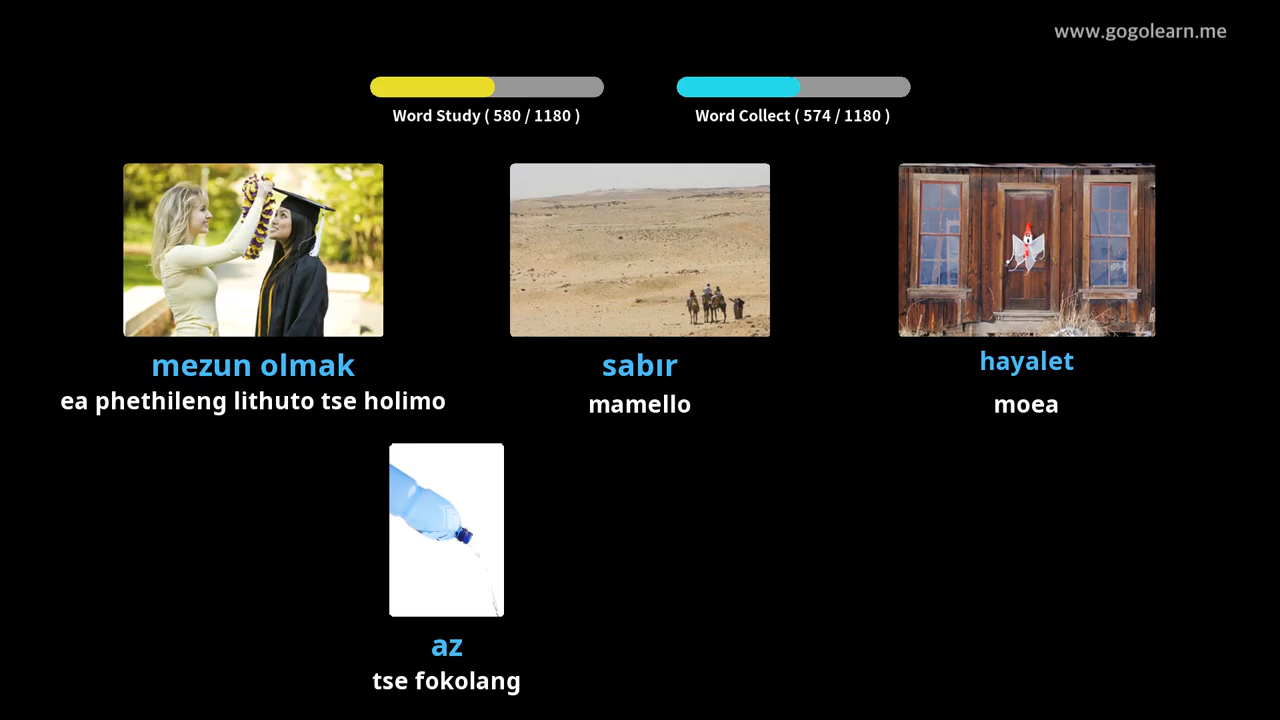 www.gogolearn.me
Word Study ( 580 / 1180 )
Word Collect ( 574 / 1180 )
mezun olmak
ea phethileng lithuto tse holimo
sabır
mamello
hayalet
moea
az
tse fokolang